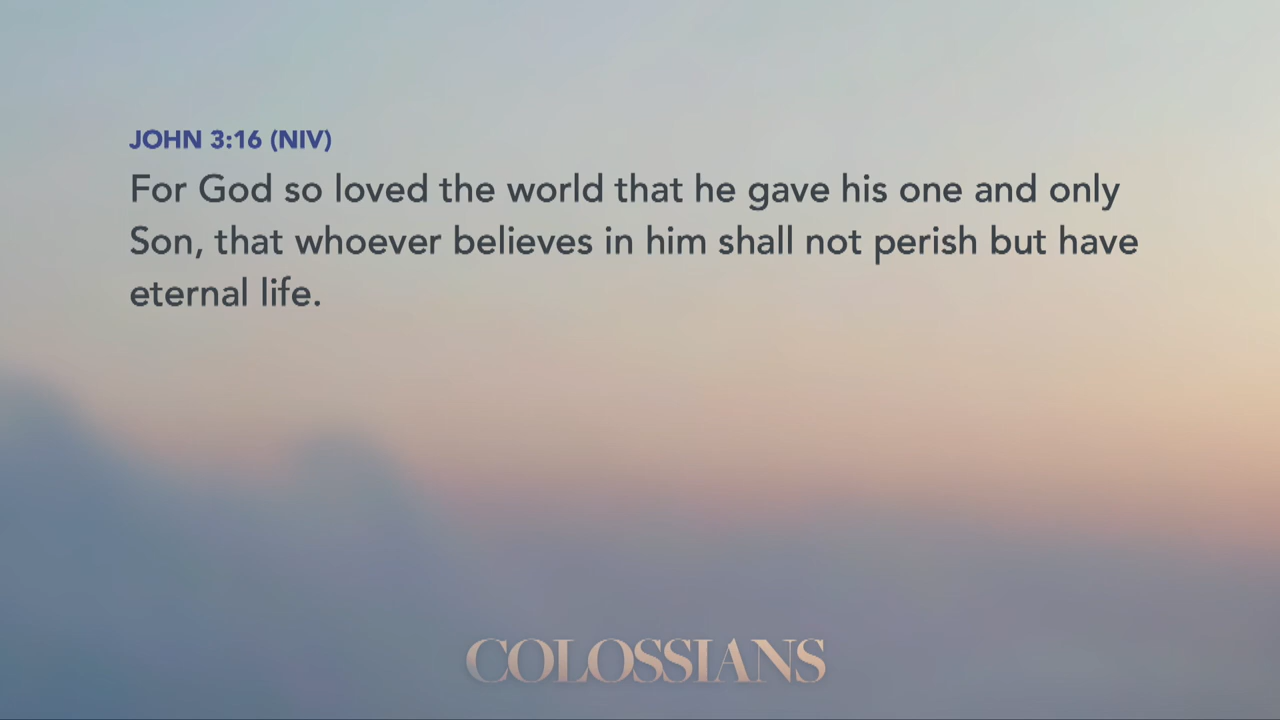 JOHN 3:16 (NIV)
For God so loved the world that he gave his one and only
Son, that whoever believes in him shall not perish but have
eternal life.
COLOSSIANS